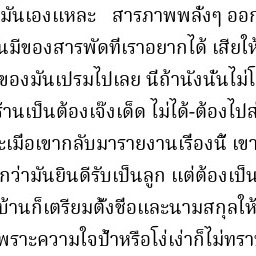 มันเองแหละ สารภาพพลั่งๆ ออก
นมีของสารพัดที่เราอยากได้ เสียให้
ของมันเปรมไปเลย นี่ถ้านังนั่นไม่โ
ร้านเป็นต้องเจ๊งเด็ด ไม่ได้-ต้องไปส
ะเมื่อเขากลับมารายงานเรื่องนี้ เขา
กว่ามันยินดีรับเป็นลูก แต่ต้องเป็น
บ้านก็เตรียมตั้งชื่อและนามสกุลให้
พราะความใจป้ำหรือโง่เง่าก็ไม่ทรา